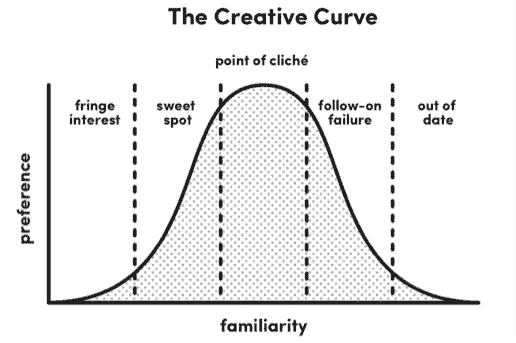 The Creative Curve
point of cliché
fringe
interest
sweet
spot
follow-on
failure
out of
date
preference
familiarity